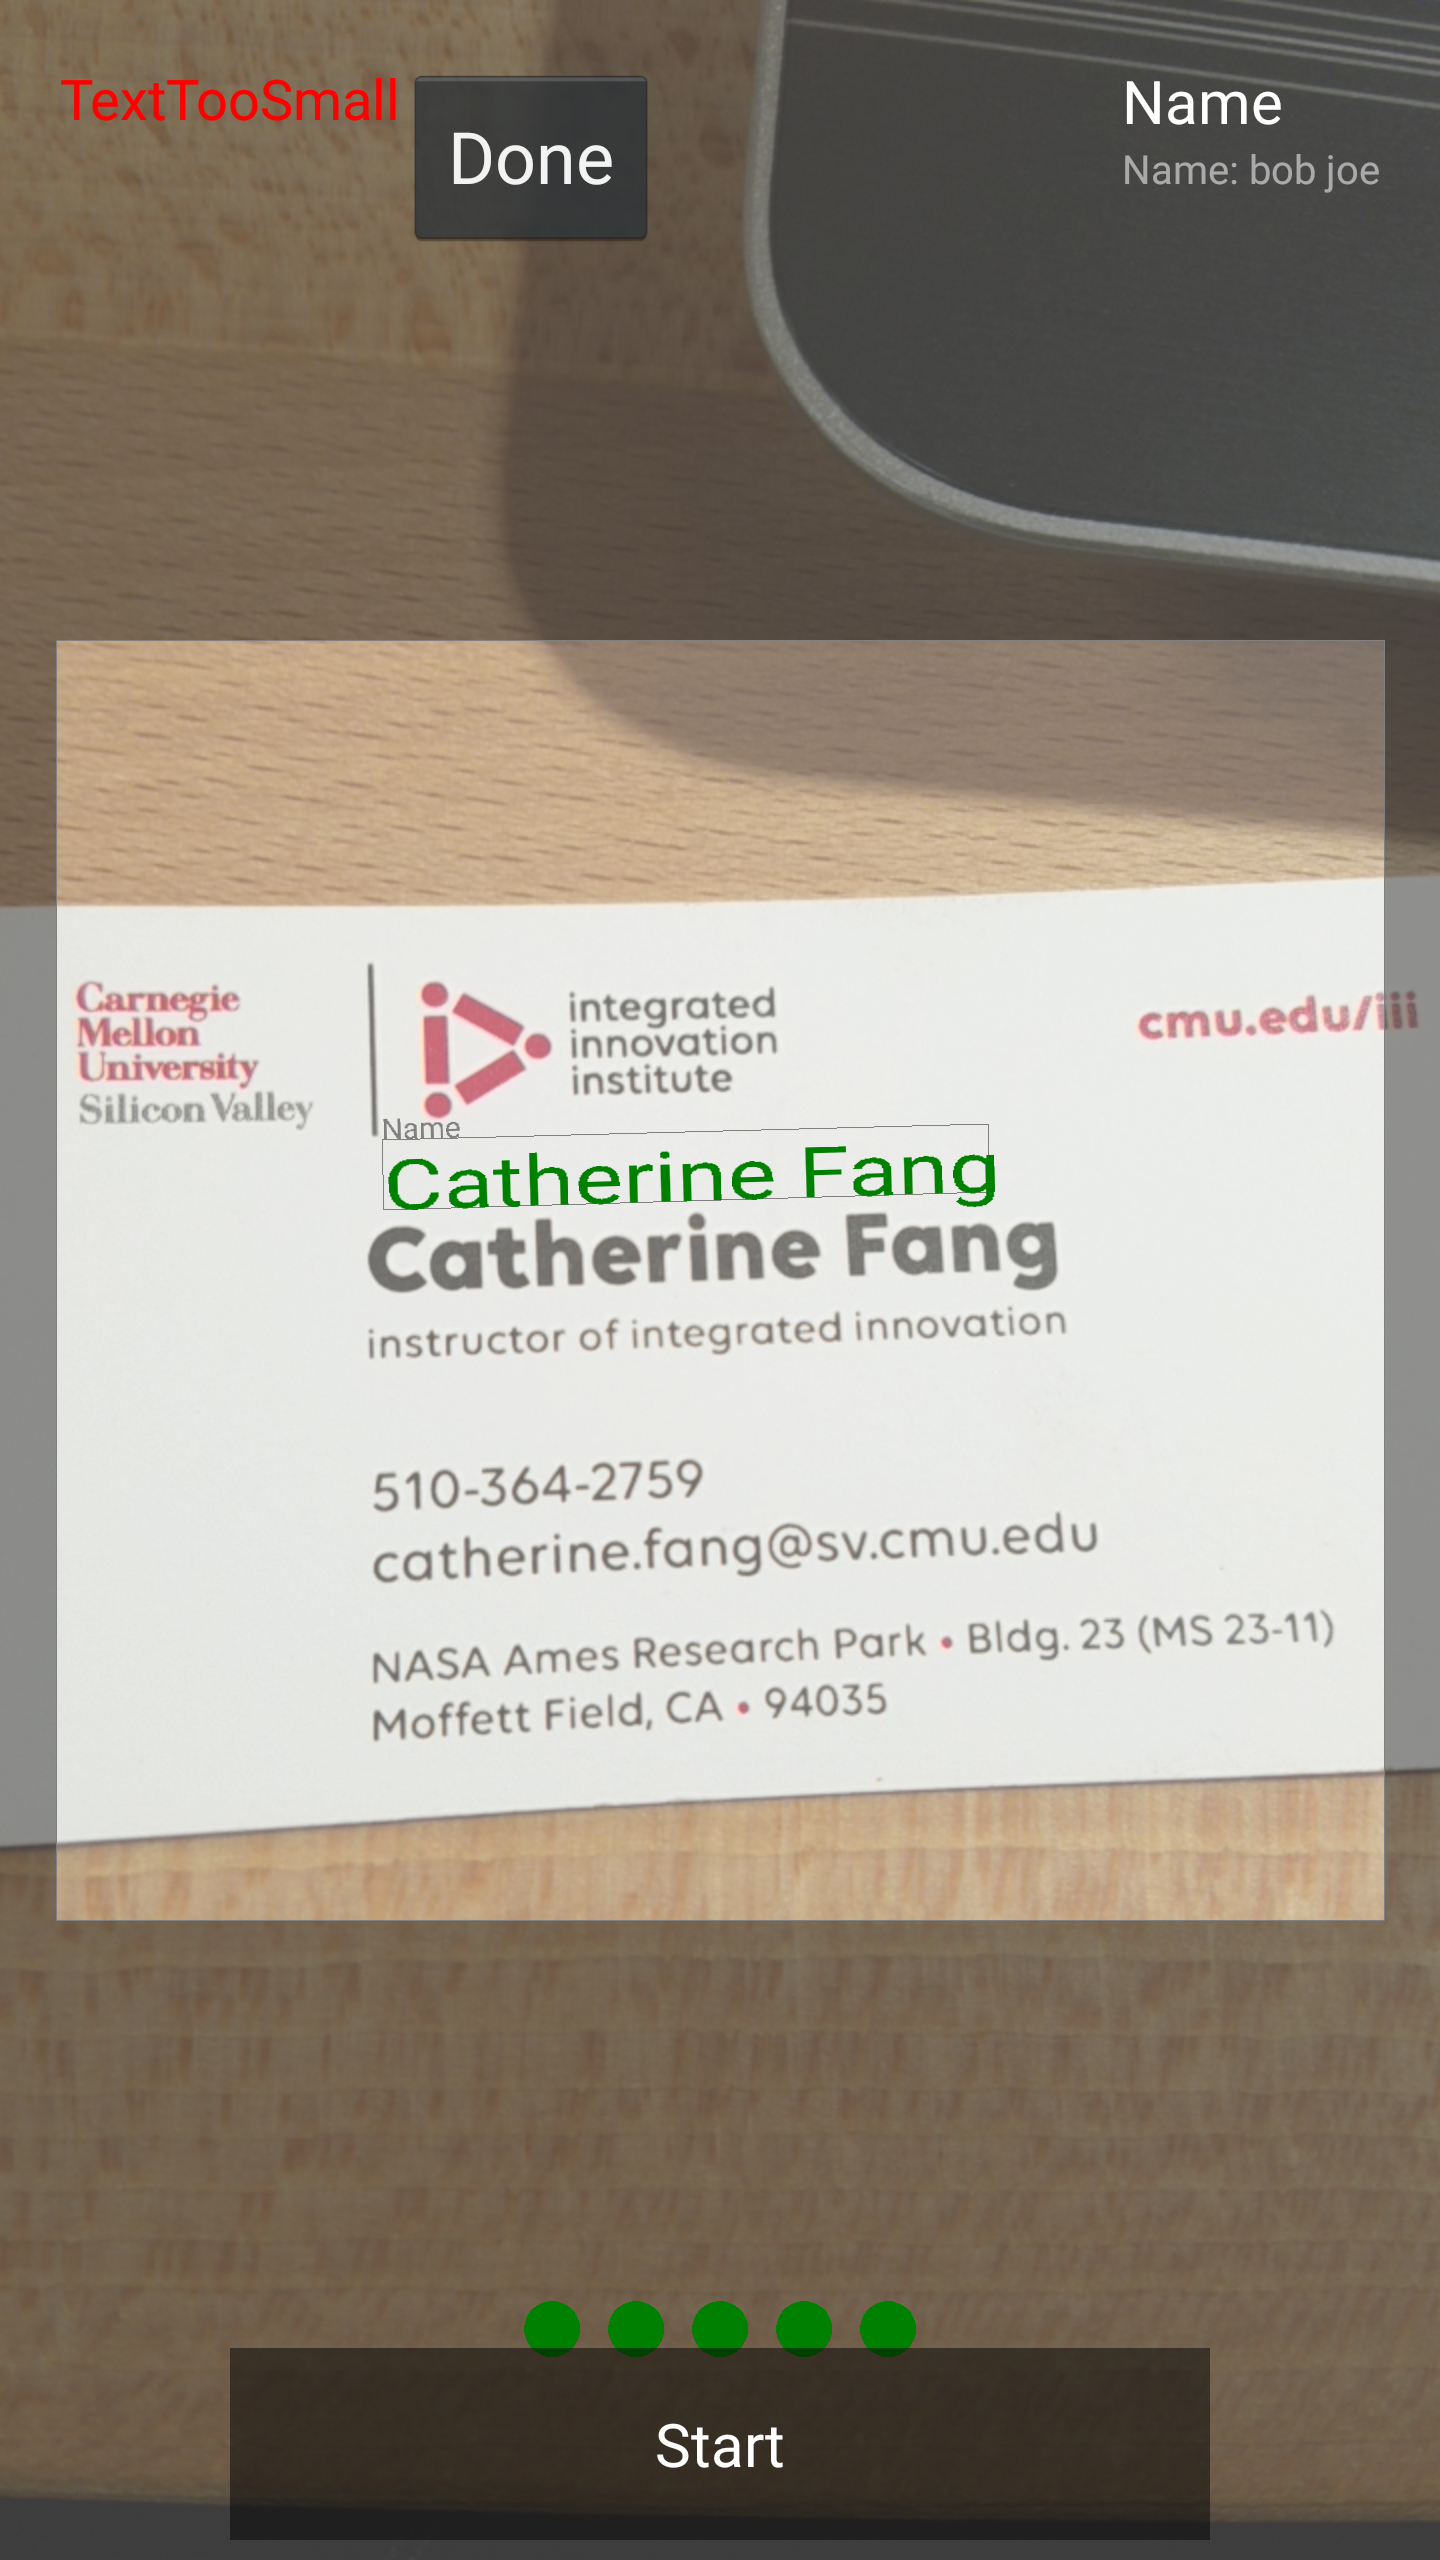 TextTooSmall
Done
Name
Name: bob joe
Carnegie
Mellon
University
Silicon Valley
integrated
innovation
institute
cmu.edu/iii
Name
Catherine Fang
Catherine Fang
instructor of integrated innovation
510-364-2759
catherine.fang@sv.cmu.edu
NASA Ames Research Park • Bldg. 23 (MS 23-11)
Moffett Field, CA • 94035
Start